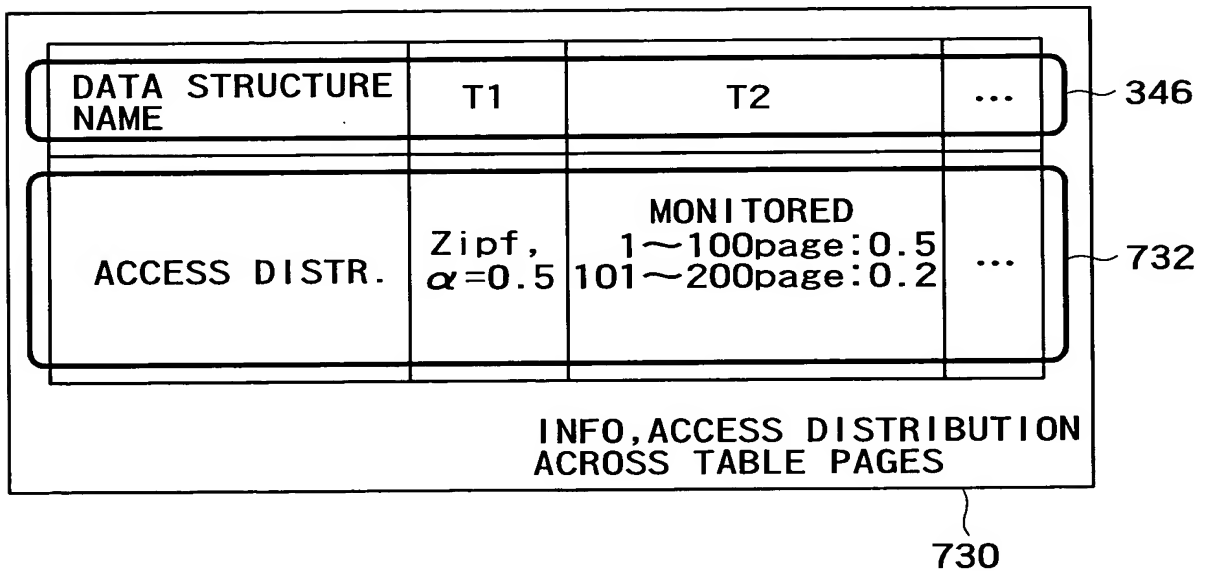 DATA STRUCTURE
NAME
T1
T2
...
346
ACCESS DISTR.
Zipf,
α=0.5
MONITORED
1~100page:0.5
101~200page:0.2
...
732
INFO,ACCESS DISTRIBUTION
ACROSS TABLE PAGES
730